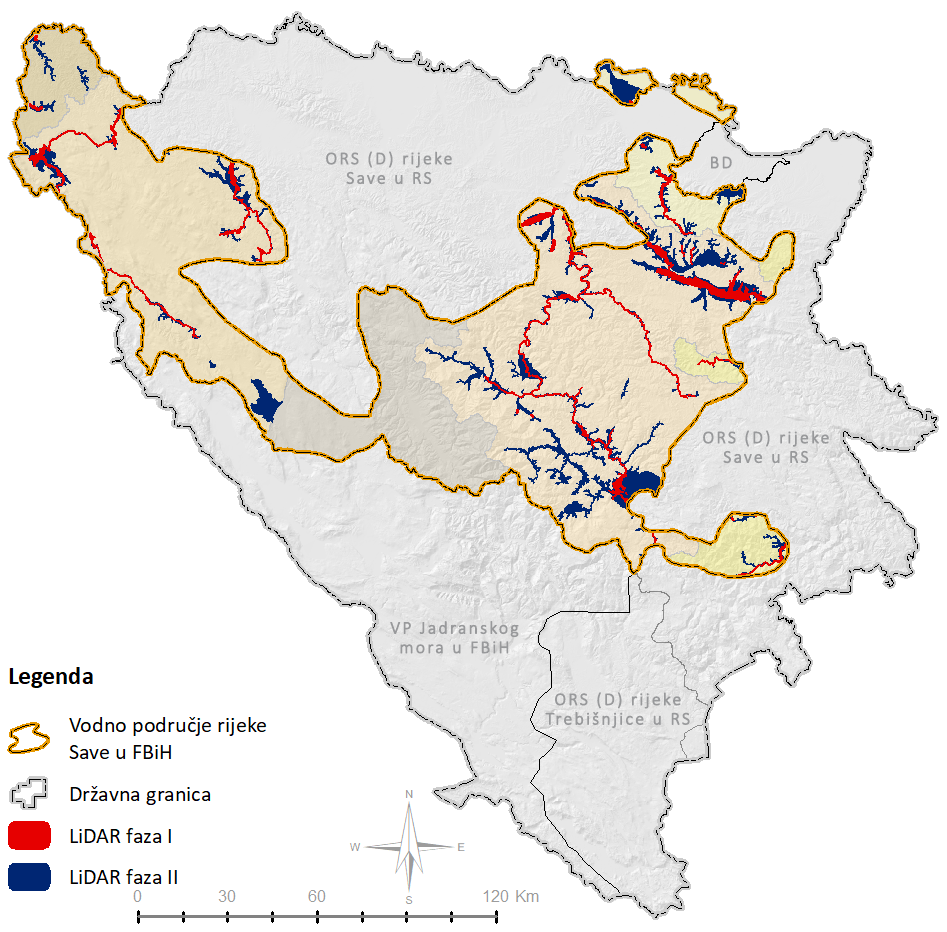 ORS (D) rijeke
Save u RS
BD
ORS (D) rijeke
Save u RS
VP Jadranskog
mora u FBiH
ORS (D) rijeke
Trebišnjice u RS
Legenda
Vodno područje rijeke
Save u FBiH
Državna granica
LiDAR faza I
LiDAR faza II
N
W E
S
0 30 60 120 Km